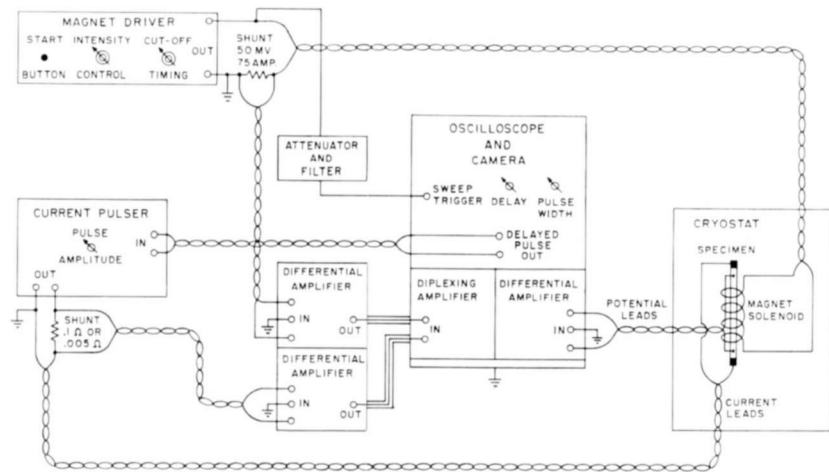 MAGNET DRIVER
START
INTENSITY
CUT-OFF
OUT
BUTTON
CONTROL
TIMING
SHUNT
50 MV
75 AMP.
ATTENUATOR
AND
FILTER
OSCILLOSCOPE
AND
CAMERA
SWEEP
TRIGGER
DELAY
PULSE
WIDTH
DELAYED
PULSE
OUT
CURRENT PULSER
PULSE
AMPLITUDE
IN
OUT
SHUNT
.1 Ω OR
.005 Ω
DIFFERENTIAL
AMPLIFIER
IN
OUT
DIFFERENTIAL
AMPLIFIER
IN
OUT
DIPLEXING
AMPLIFIER
IN
DIFFERENTIAL
AMPLIFIER
IN
POTENTIAL
LEADS
CRYOSTAT
SPECIMEN
MAGNET
SOLENOID
CURRENT
LEADS